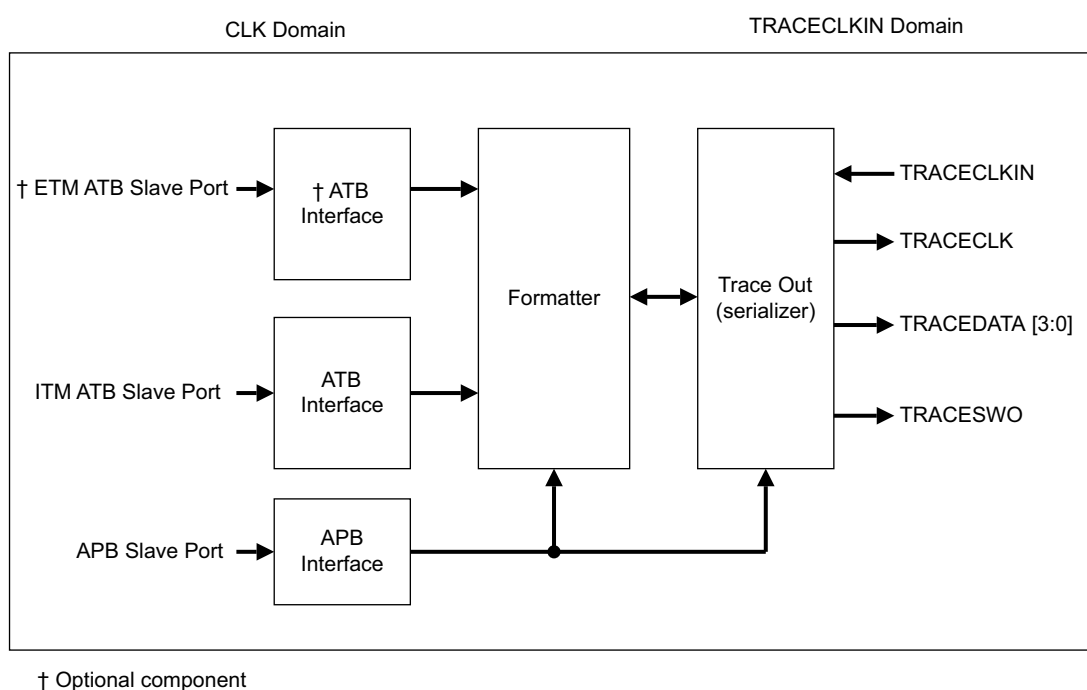 CLK Domain
TRACECLKIN Domain
† ETM ATB Slave Port
† ATB
Interface
Formatter
Trace Out
(serializer)
TRACECLKIN
TRACECLK
TRACEDATA [3:0]
TRACESWO
ITM ATB Slave Port
ATB
Interface
APB Slave Port
APB
Interface
† Optional component